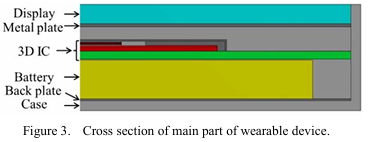 Display
Metal plate
3D IC
Battery
Back plate
Case
Figure 3. Cross section of main part of wearable device.